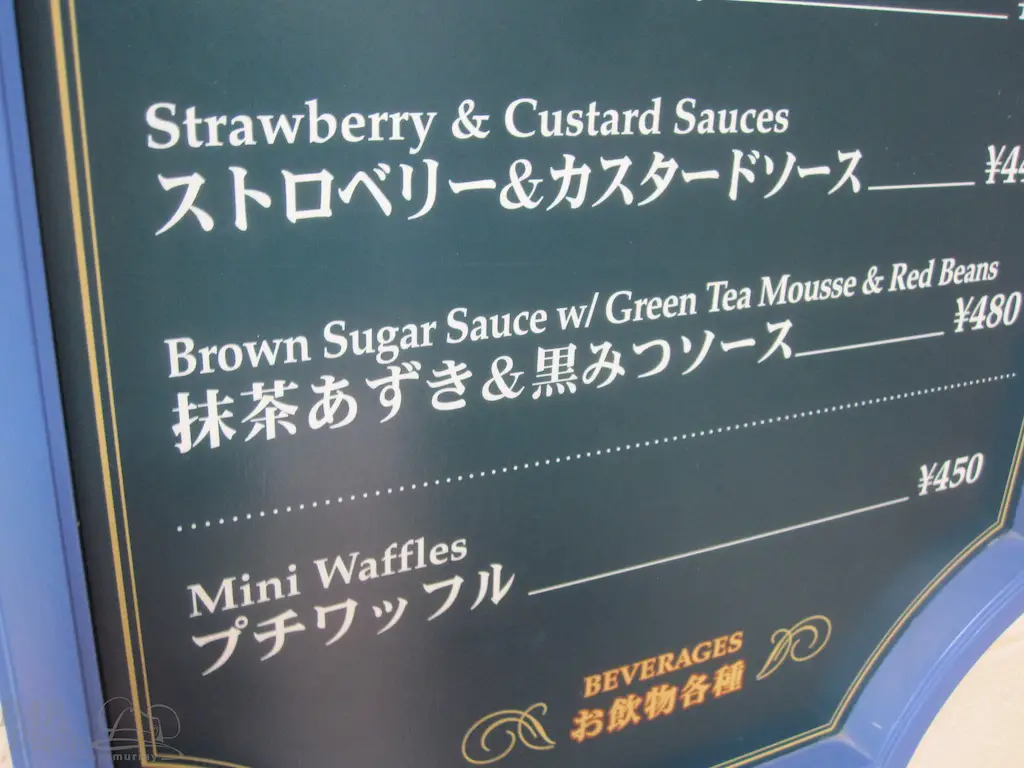 Strawberry & Custard Sauces
ストロベリー&カスタードソース ¥44
Brown Sugar Sauce w/ Green Tea Mousse & Red Beans
抹茶あずき&黒みつソース ¥480
Mini Waffles
プチワッフル ¥450
BEVERAGES
お飲物各種